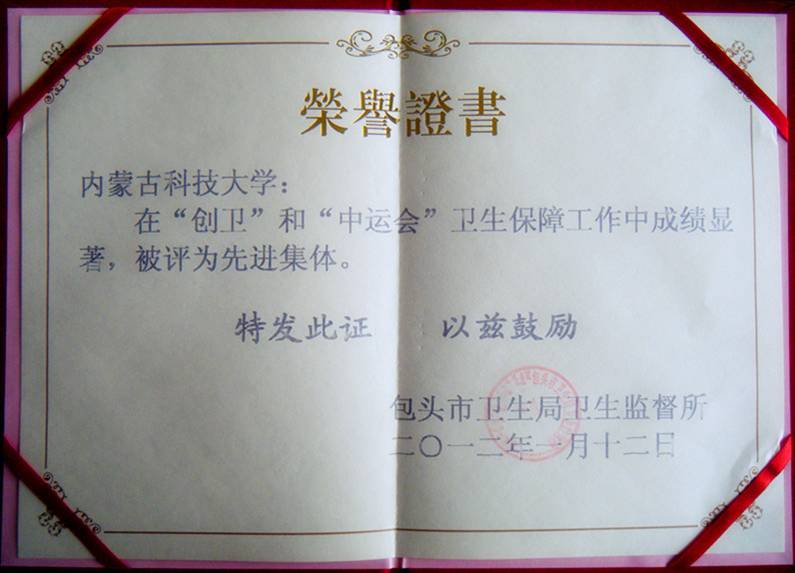 榮譽證書
内蒙古科技大学：
在“创卫”和“中运会”卫生保障工作中成绩显
著，被评为先进集体。
特发此证 以兹鼓励
包头市卫生局卫生监督所
二〇一二年一月十二日